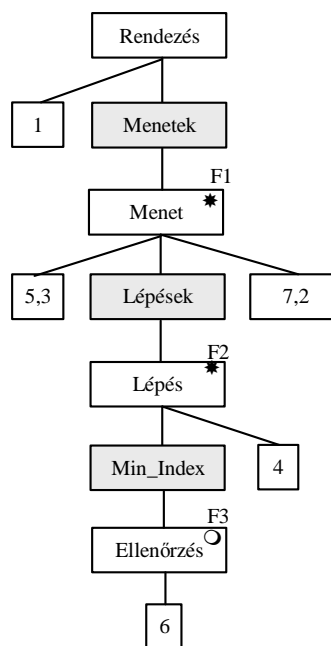 Rendezés
1
Menetek
F1
Menet
5,3
Lépések
7,2
F2
Lépés
Min_Index
4
F3
Ellenőrzés
6